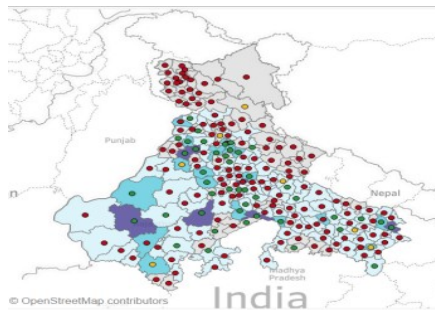 Punjab
n
Nepal
Madhya
Pradesh
© OpenStreetMap contributors
India